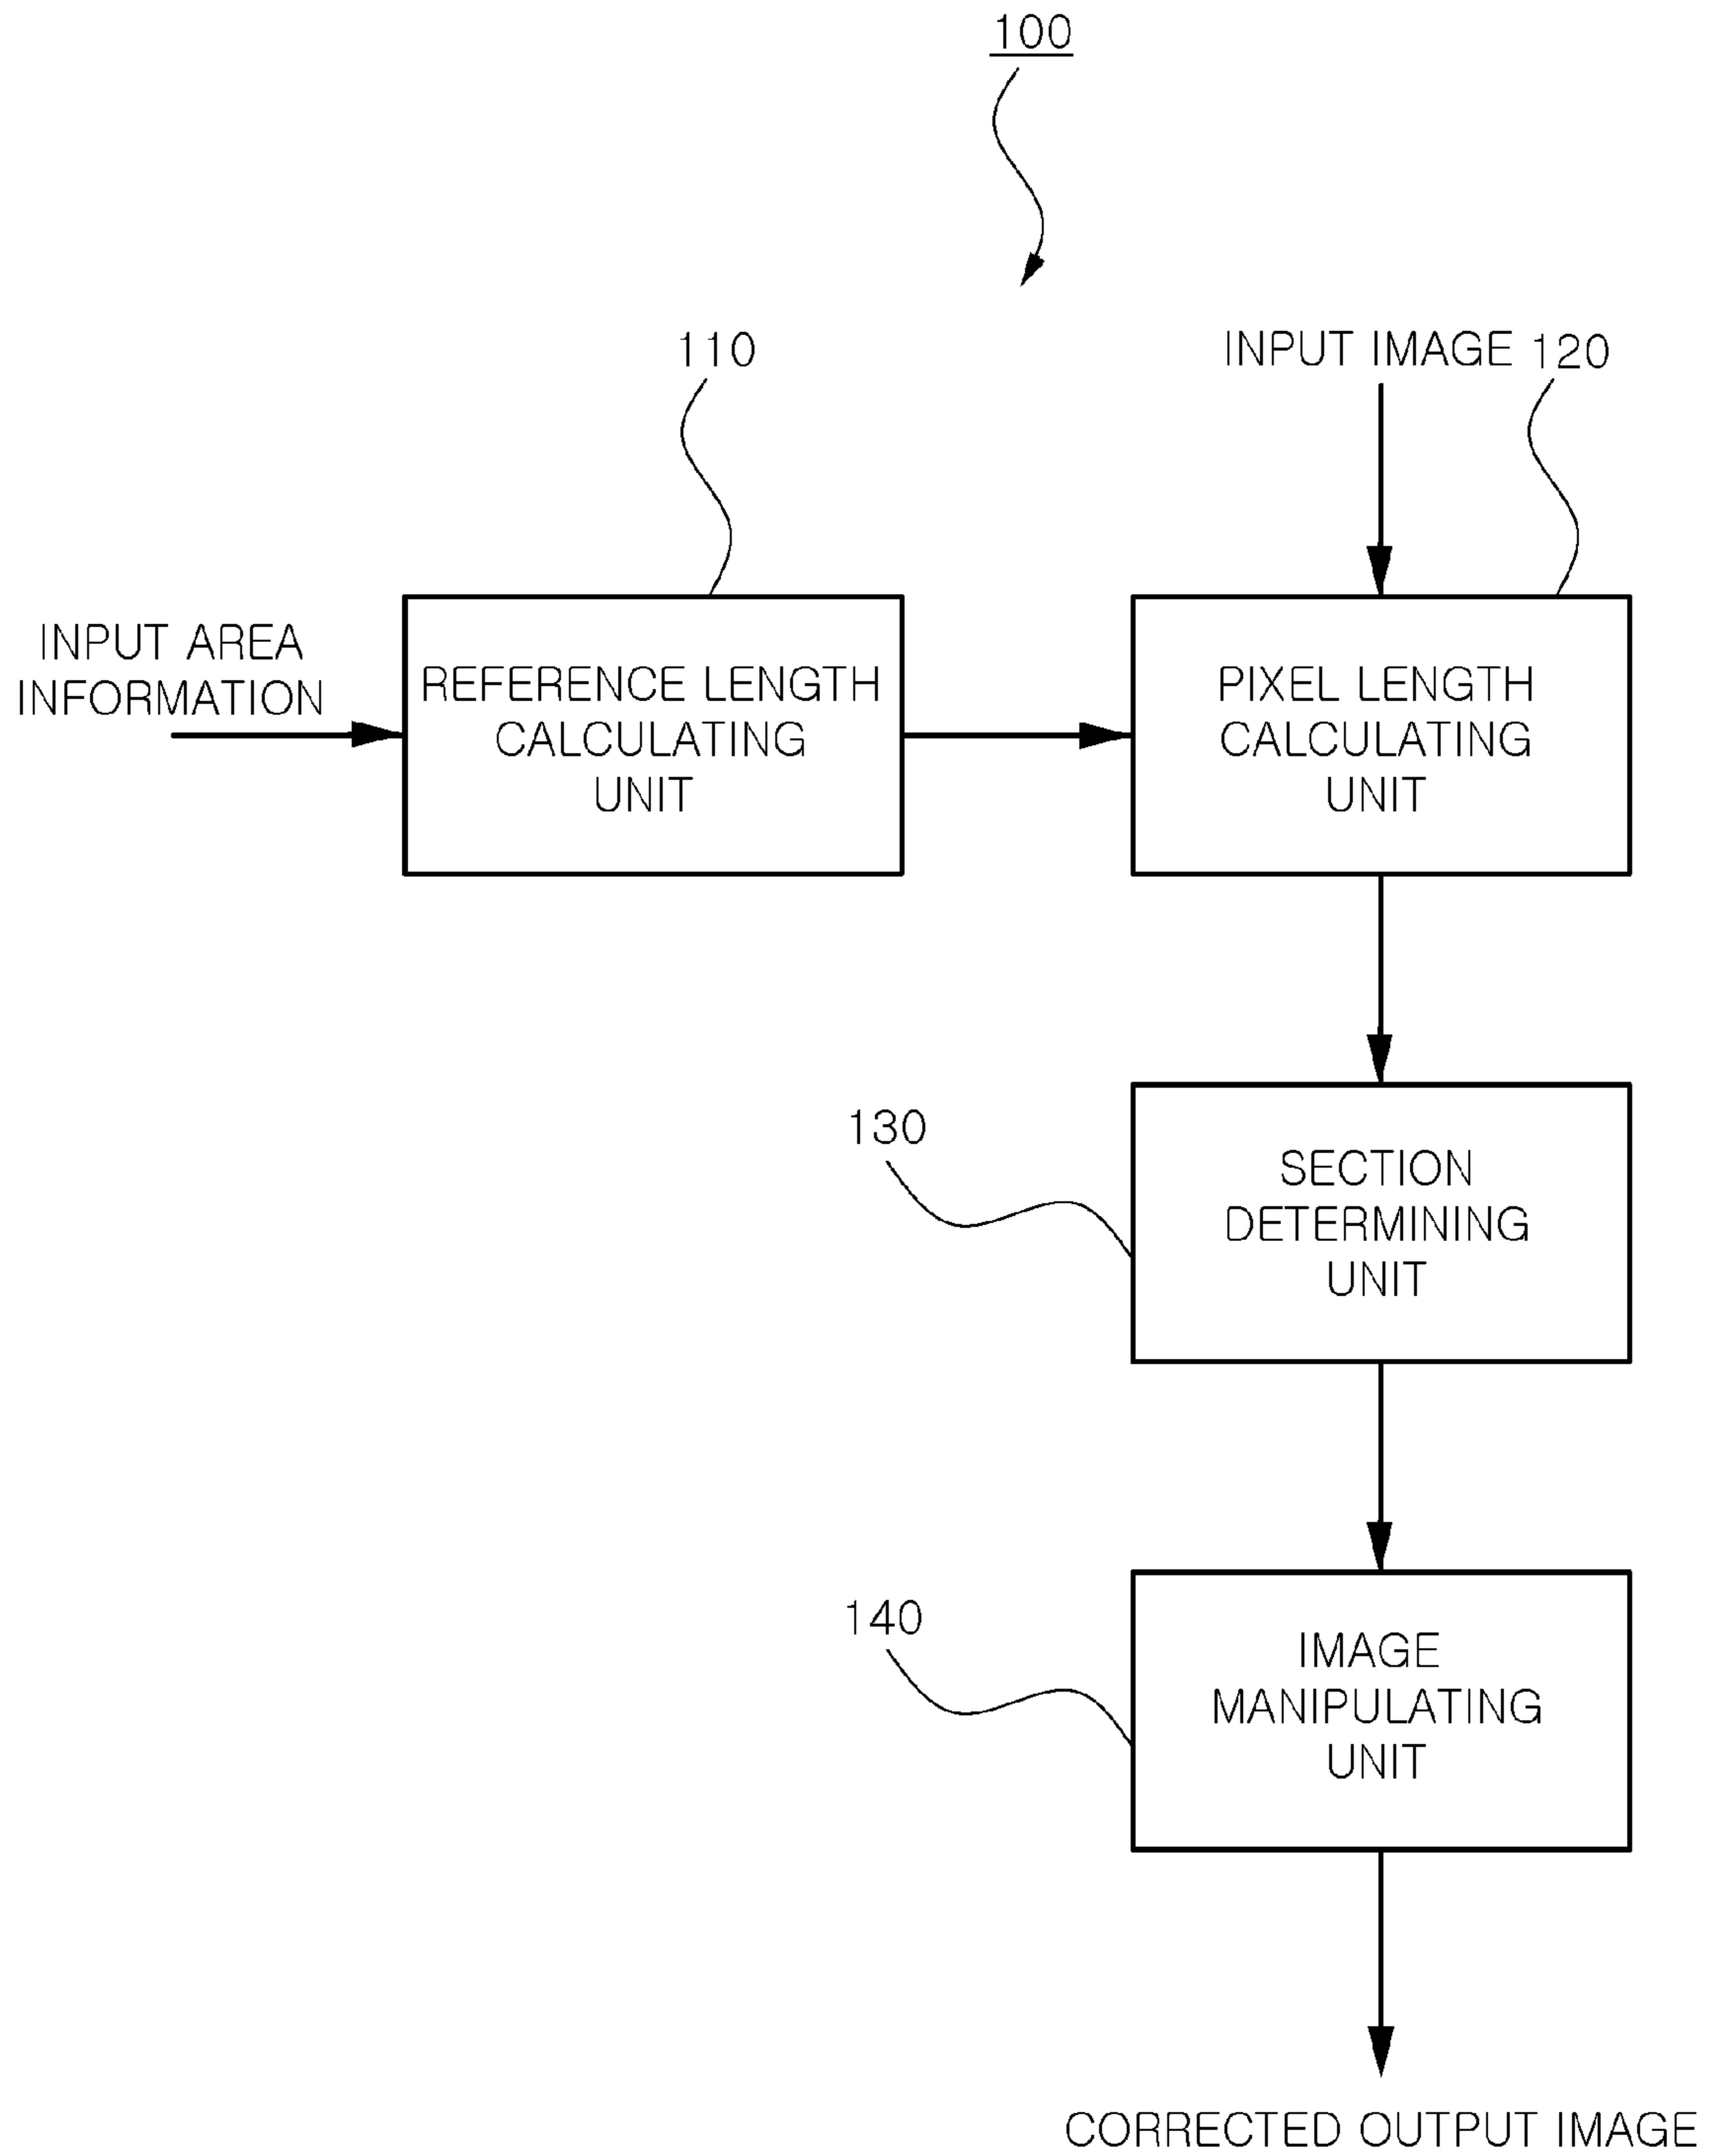 100
110
INPUT IMAGE 120
INPUT AREA
INFORMATION
REFERENCE LENGTH
CALCULATING
UNIT
PIXEL LENGTH
CALCULATING
UNIT
130
SECTION
DETERMINING
UNIT
140
IMAGE
MANIPULATING
UNIT
CORRECTED OUTPUT IMAGE